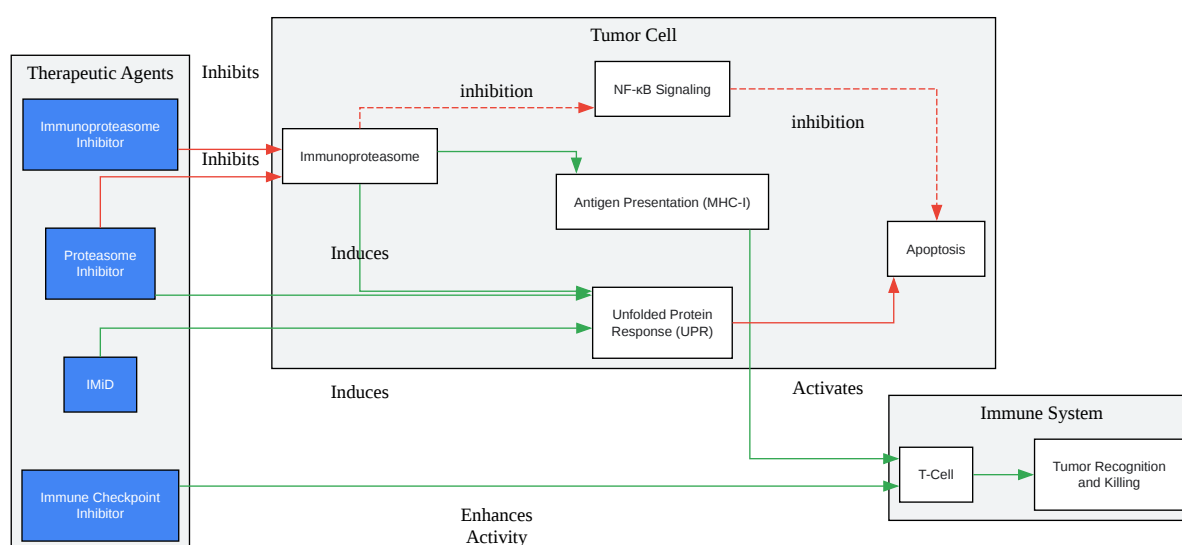 Tumor Cell
Therapeutic Agents
Inhibits
inhibition
NF-κB Signaling
Immunoproteasome
Inhibitor
inhibition
Inhibits
Immunoproteasome
Antigen Presentation (MHC-I)
Proteasome
Inhibitor
Induces
Apoptosis
Unfolded Protein
Response (UPR)
IMiD
Induces
Activates
Immune System
T-Cell
Tumor Recognition
and Killing
Immune Checkpoint
Inhibitor
Enhances
Activity